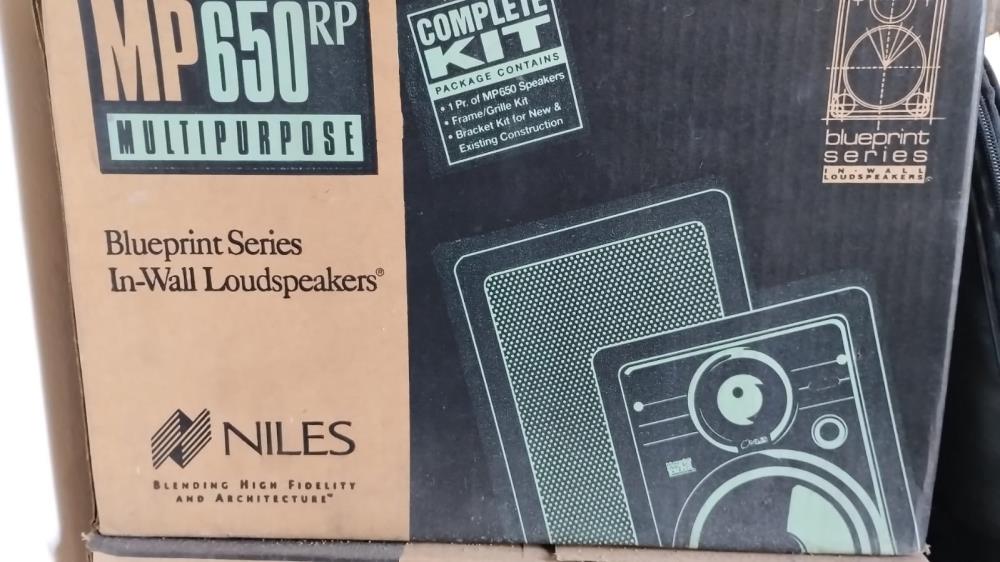 MP650RP
MULTIPURPOSE
COMPLETE
KIT
PACKAGE CONTAINS
• 1 Pr. of MP650 Speakers
• Frame/Grille Kit
• Bracket Kit for New &
Existing Construction
blueprint
series
IN-WALL
LOUDSPEAKERS
Blueprint Series
In-Wall Loudspeakers®
NILES
BLENDING HIGH FIDELITY
AND ARCHITECTURE™